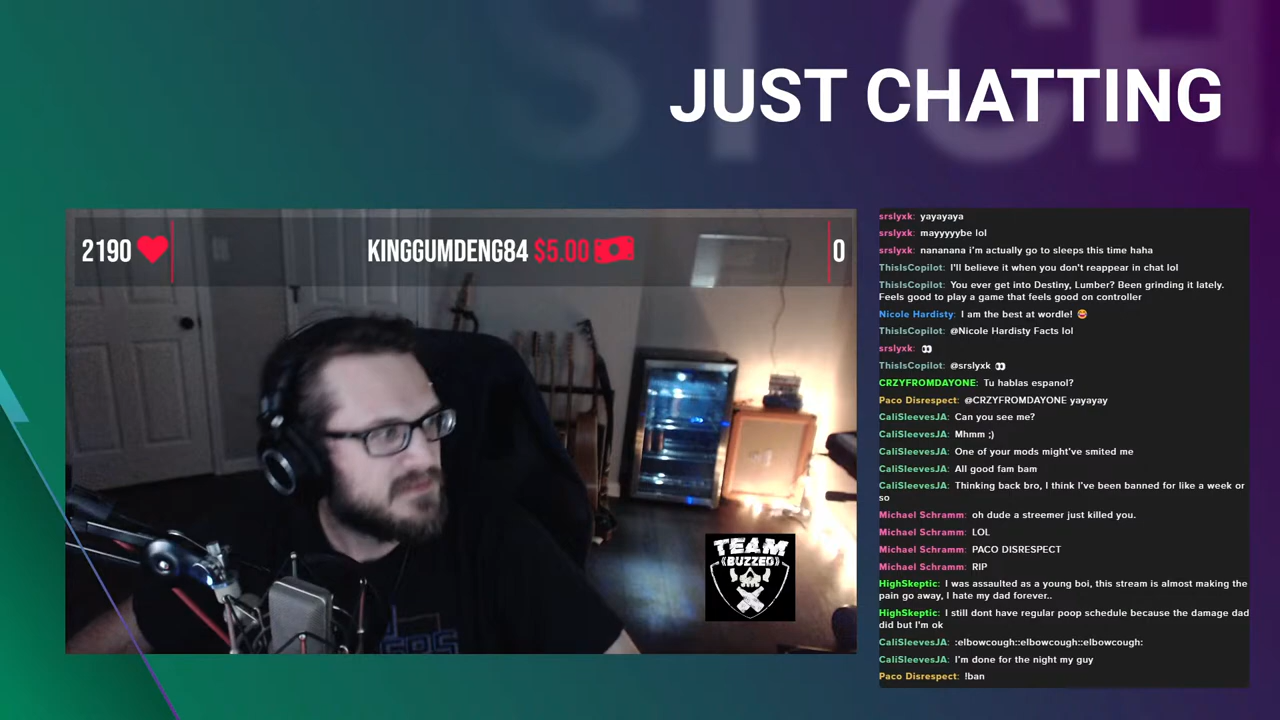 ST CH
JUST CHATTING
2190
KINGGUMDENG84 $5.00
0
TEAM
BUZZED
srslyxk: yayayaya
srslyxk: mayyyyybe lol
srslyxk: nananana i'm actually go to sleeps this time haha
ThisIsCopilot: I'll believe it when you don't reappear in chat lol
ThisIsCopilot: You ever get into Destiny, Lumber? Been grinding it lately.
Feels good to play a game that feels good on controller
Nicole Hardisty: I am the best at wordle! 🤣
ThisIsCopilot: @Nicole Hardisty Facts lol
srslyxk: 👀
ThisIsCopilot: @srslyxk 👀
CRZYFROMDAYONE: Tu hablas espanol?
Paco Disrespect: @CRZYFROMDAYONE yayayay
CaliSleevesJA: Can you see me?
CaliSleevesJA: Mhmm ;)
CaliSleevesJA: One of your mods might've smited me
CaliSleevesJA: All good fam bam
CaliSleevesJA: Thinking back bro, I think I've been banned for like a week or
so
Michael Schramm: oh dude a streemer just killed you.
Michael Schramm: LOL
Michael Schramm: PACO DISRESPECT
Michael Schramm: RIP
HighSkeptic: I was assaulted as a young boi, this stream is almost making the
pain go away, I hate my dad forever..
HighSkeptic: I still dont have regular poop schedule because the damage dad
did but I'm ok
CaliSleevesJA: :elbowcough::elbowcough::elbowcough:
CaliSleevesJA: I'm done for the night my guy
Paco Disrespect: !ban